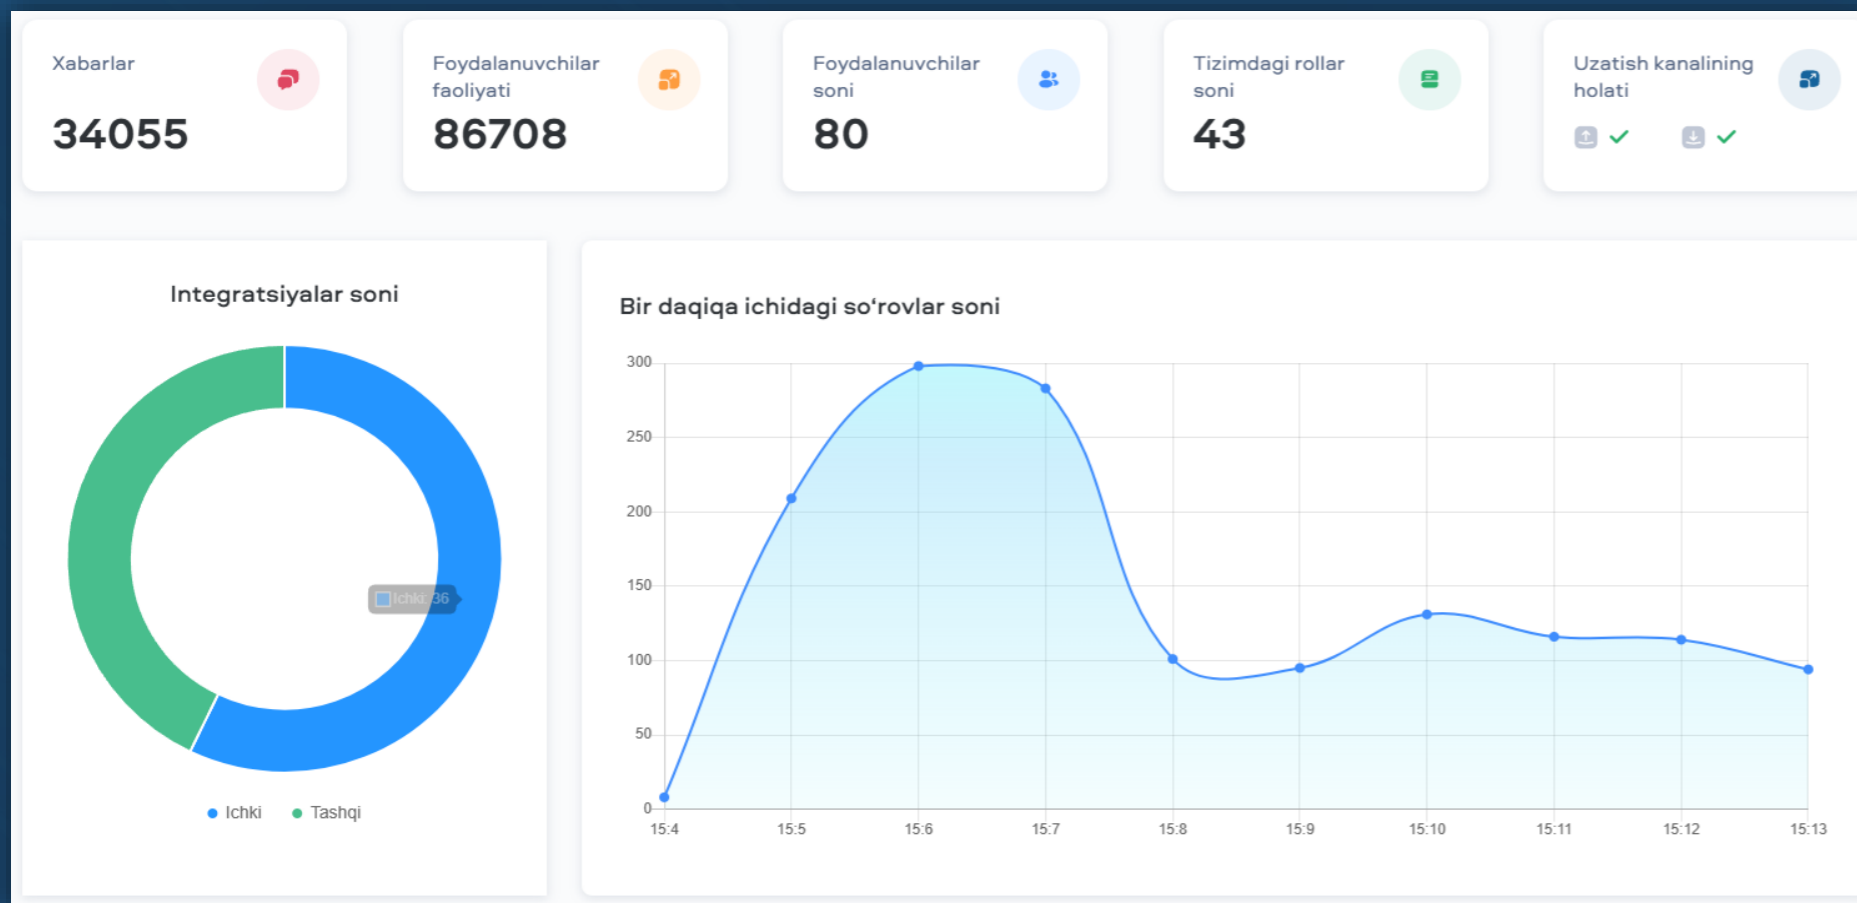 Xabarlar
34055
Foydalanuvchilar
faoliyati
86708
Foydalanuvchilar
soni
80
Tizimdagi rollar
soni
43
Uzatish kanalining
holati
Integratsiyalar soni
Ichki: 36
Ichki
Tashqi
Bir daqiqa ichidagi so‘rovlar soni
300
250
200
150
100
50
0
15:4 15:5 15:6 15:7 15:8 15:9 15:10 15:11 15:12 15:13